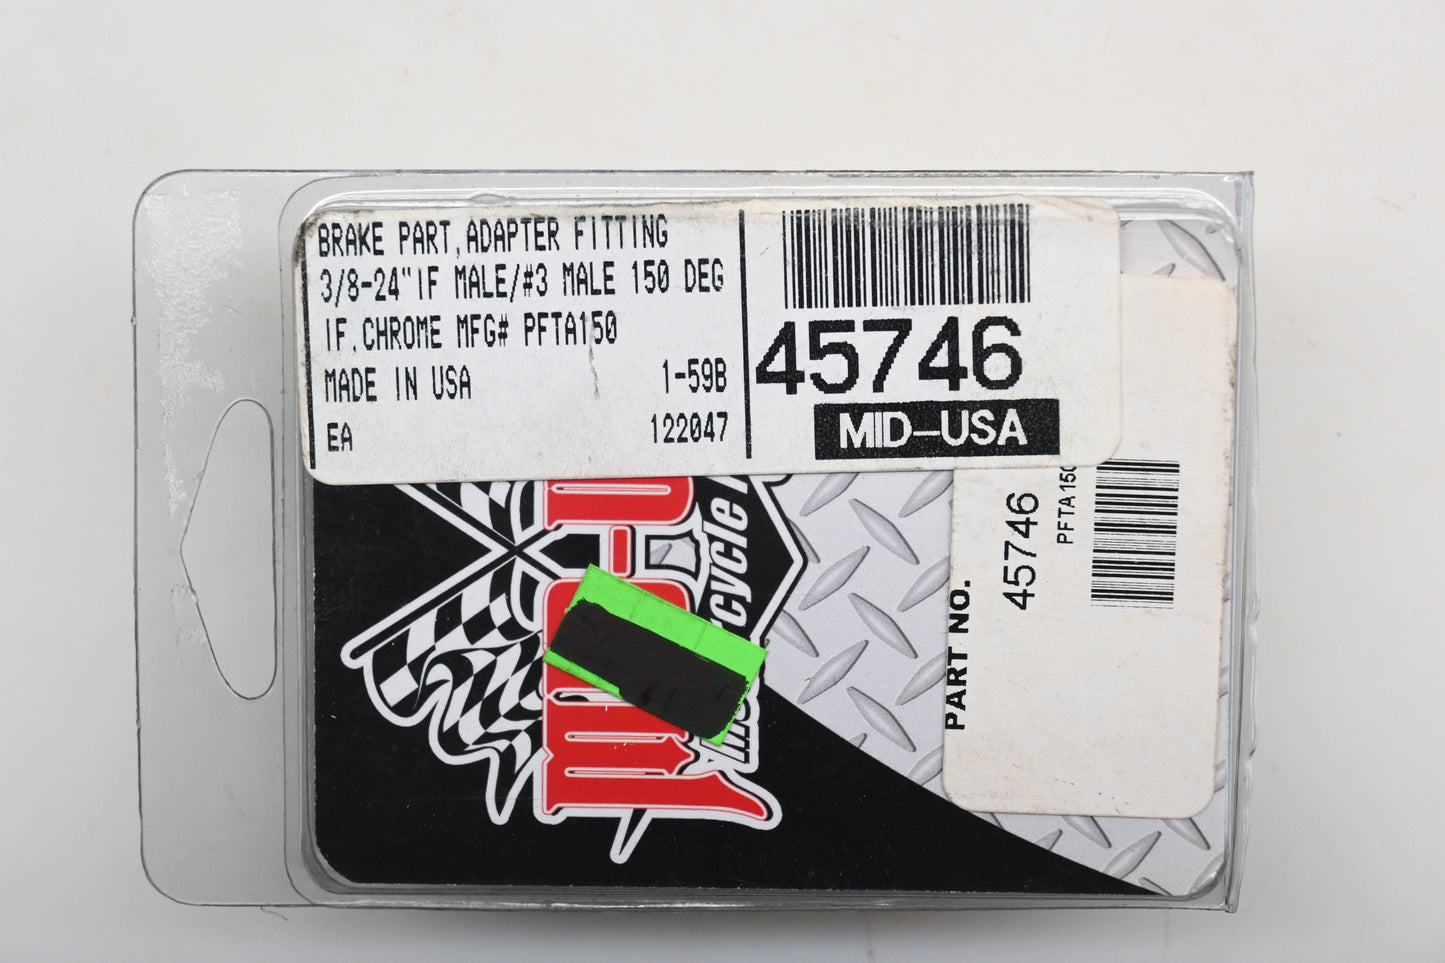 BRAKE PART,ADAPTER FITTING
3/8-24"IF MALE/#3 MALE 150 DEG
IF,CHROME MFG# PFTA150
MADE IN USA 1-59B
EA 122047
45746
MID-USA
PART NO.
45746
PFTA150